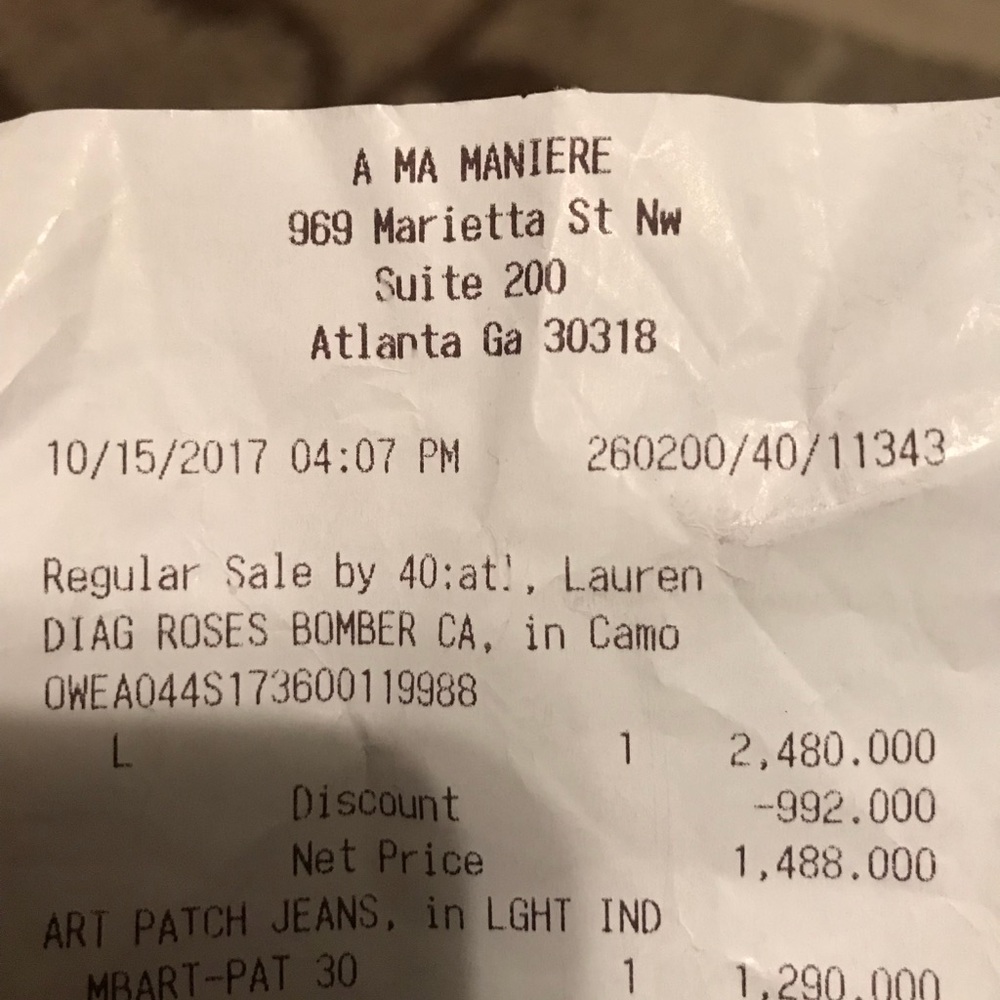 A MA MANIERE
969 Marietta St Nw
Suite 200
Atlanta Ga 30318
10/15/2017 04:07 PM 260200/40/11343
Regular Sale by 40:atl, Lauren
DIAG ROSES BOMBER CA, in Camo
OWEA044S173600119988
L 1 2,480.000
Discount -992.000
Net Price 1,488.000
ART PATCH JEANS, in LGHT IND
MBART-PAT 30 1 1,290.000